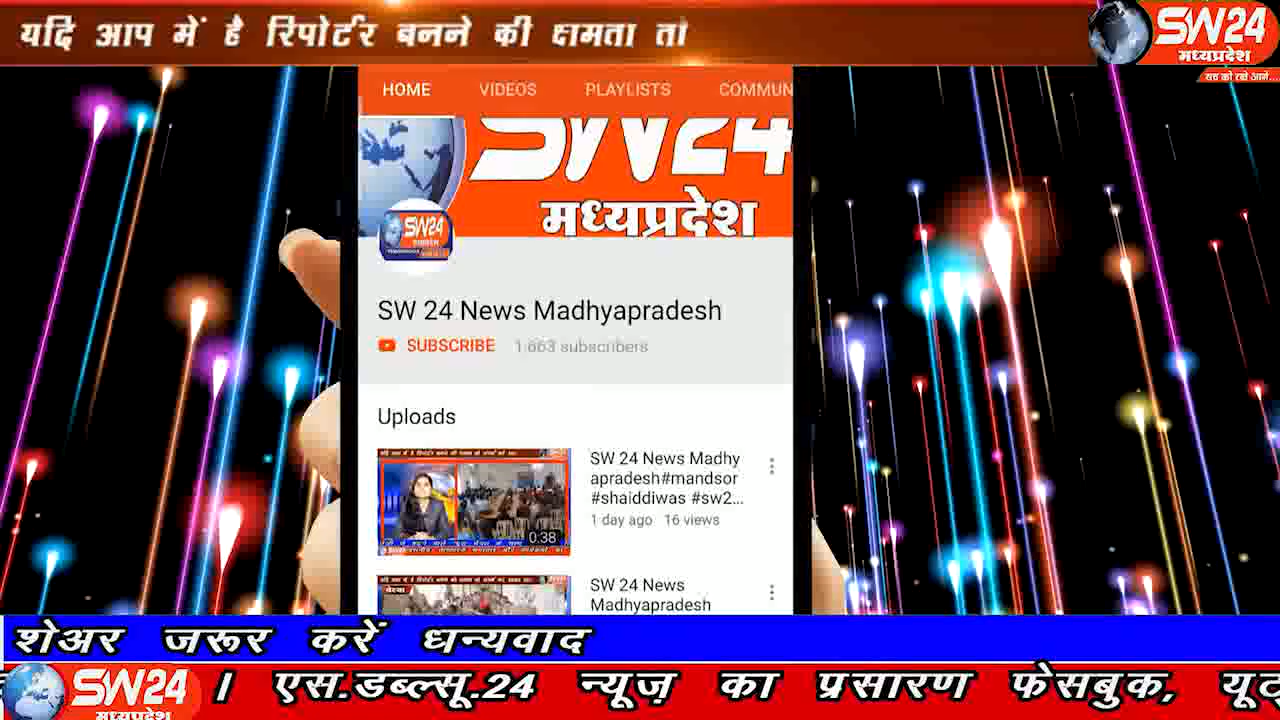 यदि आप में है रिपोर्टर बनने की क्षमता तो
SW24
मध्यप्रदेश
HOME VIDEOS PLAYLISTS COMMUN
SW24
मध्यप्रदेश
SW24
SW 24 News Madhyapradesh
SUBSCRIBE 1,663 subscribers
Uploads
SW 24 News Madhy
apradesh#mandsor
#shaiddiwas #sw2...
1 day ago 16 views
0:38
SW 24 News
Madhyapradesh
शेअर जरूर करें धन्यवाद
SW24
मध्यप्रदेश
। एस.डब्ल्सू.24 न्यूज़ का प्रसारण फेसबुक, यूट